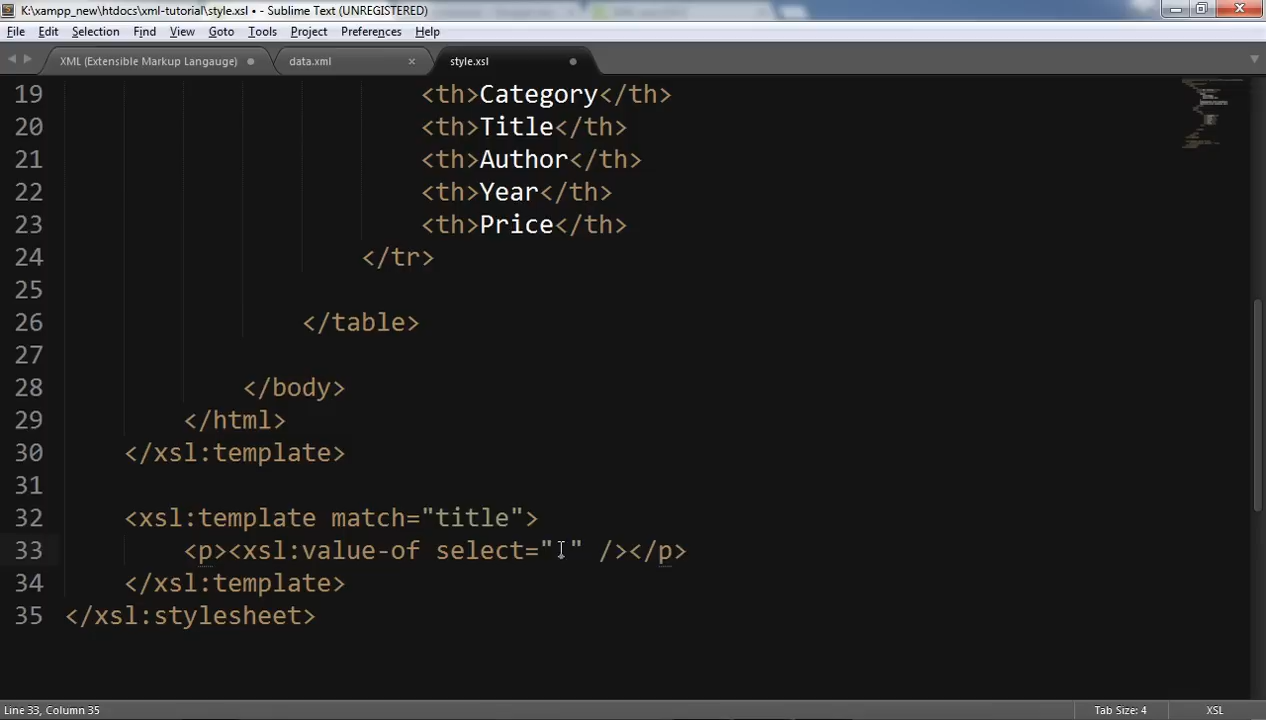 K:\xampp_new\htdocs\xml-tutorial\style.xsl • - Sublime Text (UNREGISTERED)
File Edit Selection Find View Goto Tools Project Preferences Help
XML (Extensible Markup Langauge) data.xml style.xsl
19 <th>Category</th>
20 <th>Title</th>
21 <th>Author</th>
22 <th>Year</th>
23 <th>Price</th>
24 </tr>
25
26 </table>
27
28 </body>
29 </html>
30 </xsl:template>
31
32 <xsl:template match="title">
33 <p><xsl:value-of select="." /></p>
34 </xsl:template>
35 </xsl:stylesheet>
Line 33, Column 35 Tab Size: 4 XSL